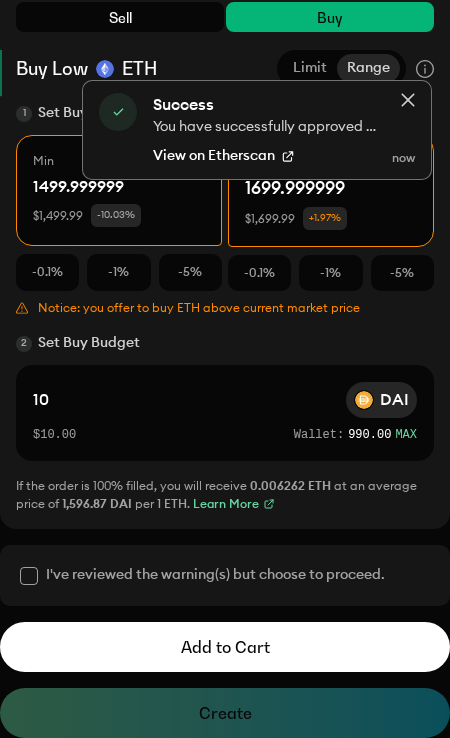 Sell
Buy
Buy Low ETH
Limit Range
1 Set Buy
Success
You have successfully approved ...
View on Etherscan
now
Min
1499.999999
$1,499.99 -10.03%
1699.999999
$1,699.99 +1.97%
-0.1% -1% -5% -0.1% -1% -5%
Notice: you offer to buy ETH above current market price
2 Set Buy Budget
10 DAI
$10.00 Wallet: 990.00 MAX
If the order is 100% filled, you will receive 0.006262 ETH at an average
price of 1,596.87 DAI per 1 ETH. Learn More
I've reviewed the warning(s) but choose to proceed.
Add to Cart
Create